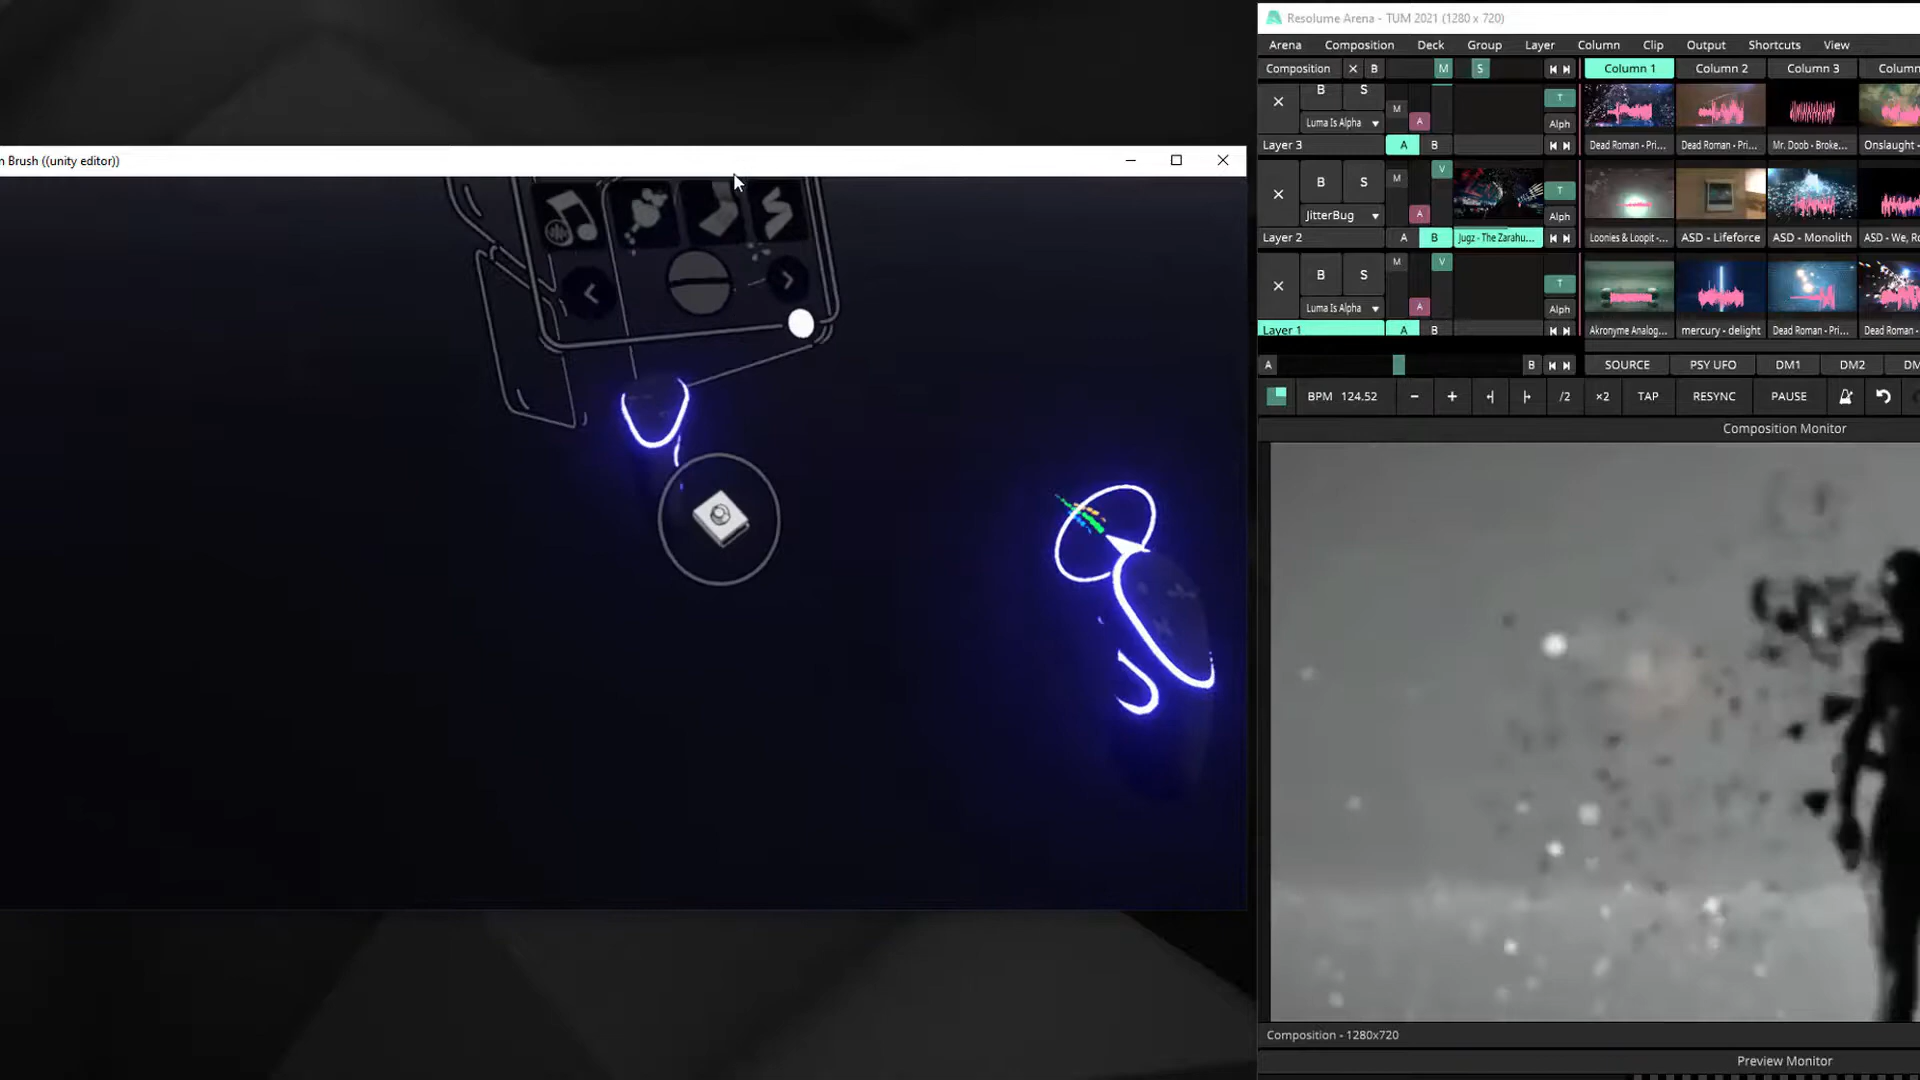 n Brush ((unity editor))
Resolume Arena - TUM 2021 (1280 x 720)
Arena Composition Deck Group Layer Column Clip Output Shortcuts View
Composition X B M S Column 1 Column 2 Column 3 Column
B S M T
Luma Is Alpha A Alph
Layer 3 A B Dead Roman - Pri... Dead Roman - Pri... Mr. Doob - Broke... Onslaught -
B S M V T
JitterBug A Alph
Layer 2 A B Jugz - The Zarahu... Loonies & Loopit -... ASD - Lifeforce ASD - Monolith ASD - We, Ro
B S M V T
Luma Is Alpha A Alph
Layer 1 A B Akronyme Analog... mercury - delight Dead Roman - Pri... Dead Roman
A B SOURCE PSY UFO DM1 DM2 DM
BPM 124.52 - + /2 ×2 TAP RESYNC PAUSE
Composition Monitor
Composition - 1280x720
Preview Monitor